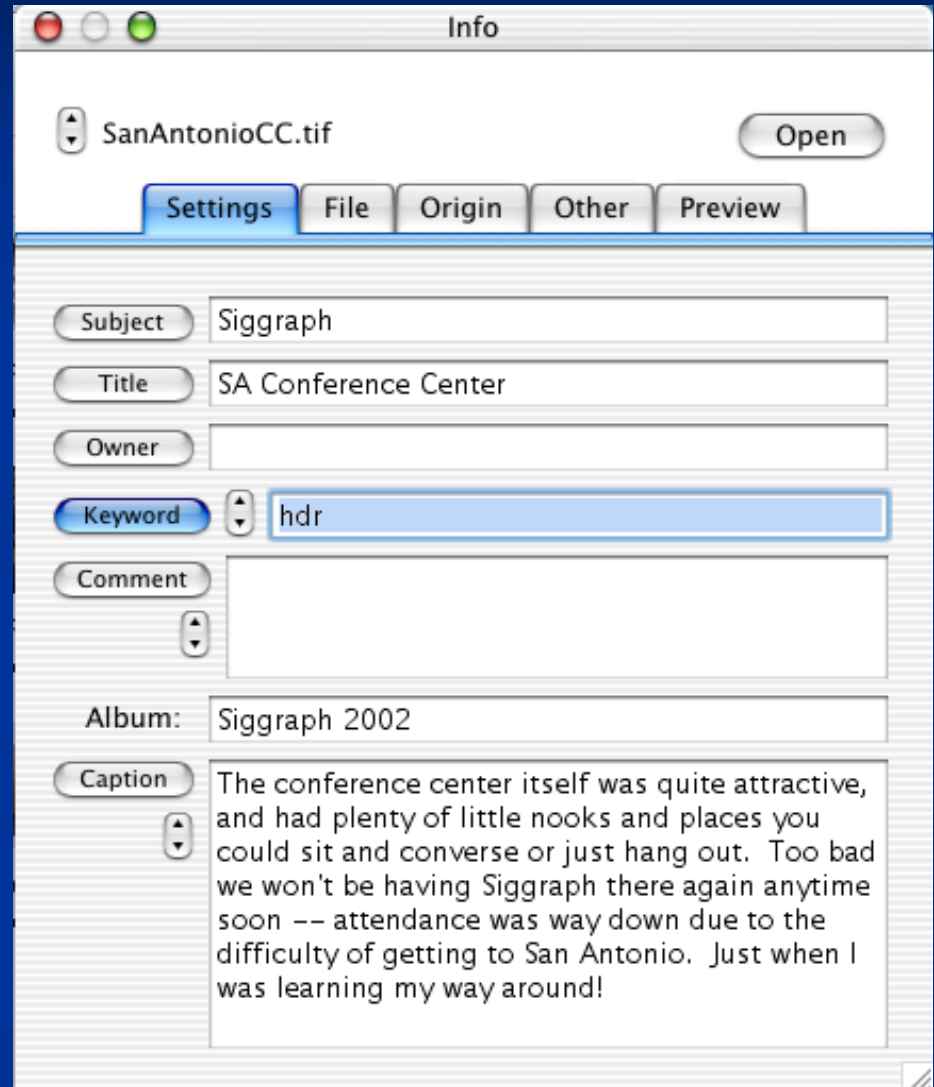 Info
SanAntonioCC.tif
Open
Settings File Origin Other Preview
Subject Siggraph
Title SA Conference Center
Owner
Keyword hdr
Comment
Album: Siggraph 2002
Caption The conference center itself was quite attractive,
and had plenty of little nooks and places you
could sit and converse or just hang out.  Too bad
we won't be having Siggraph there again anytime
soon -- attendance was way down due to the
difficulty of getting to San Antonio.  Just when I
was learning my way around!